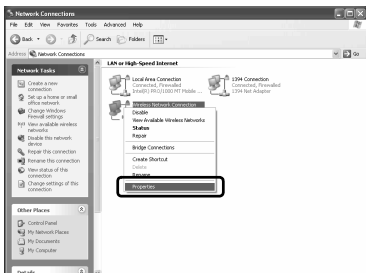 Network Connections
File Edit View Favorites Tools Advanced Help
Back Search Folders
Address Network Connections Go
Network Tasks
Create a new
connection
Set up a home or small
office network
Change Windows
Firewall settings
View available wireless
networks
Disable this network
device
Repair this connection
Rename this connection
View status of this
connection
Change settings of this
connection
Other Places
Control Panel
My Network Places
My Documents
My Computer
Details
LAN or High-Speed Internet
Local Area Connection
Connected, Firewalled
Intel(R) PRO/1000 MT Mobile ...
1394 Connection
Connected, Firewalled
1394 Net Adapter
Wireless Network Connection
Disable
View Available Wireless Networks
Status
Repair
Bridge Connections
Create Shortcut
Delete
Rename
Properties